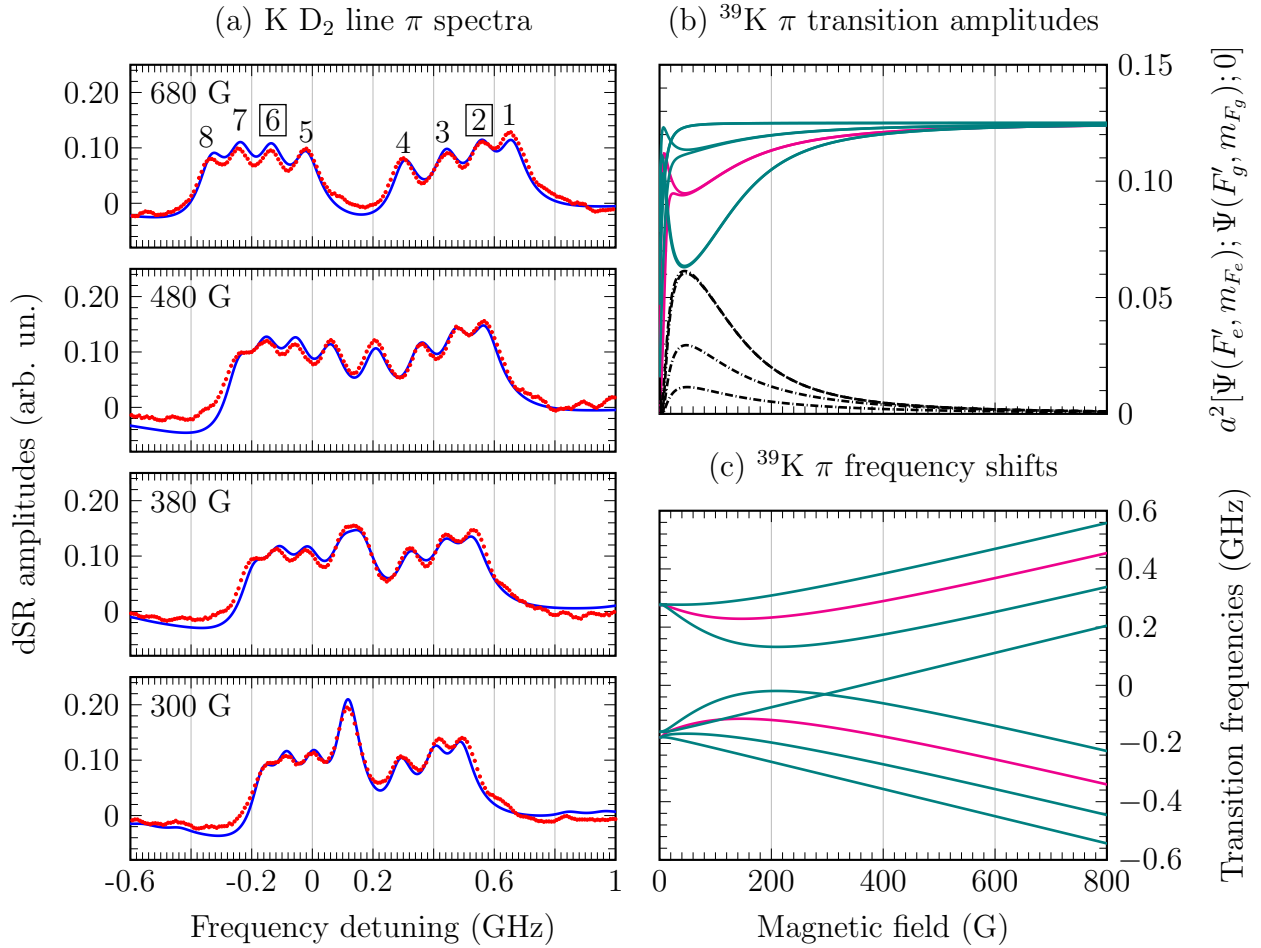 (a) K D₂ line π spectra
680 G
8 7 6 5 4 3 2 1
0.20
0.10
0
480 G
0.20
0.10
0
380 G
0.20
0.10
0
300 G
0.20
0.10
0
-0.6 -0.2 0 0.2 0.6 1
Frequency detuning (GHz)
dSR amplitudes (arb. un.)
(b) ³⁹K π transition amplitudes
0.15
0.10
0.05
0
a²[Ψ(F′ₑ, m_Fₑ); Ψ(F′_g, m_F_g); 0]
(c) ³⁹K π frequency shifts
0.6
0.4
0.2
0
−0.2
−0.4
−0.6
0 200 400 600 800
Magnetic field (G)
Transition frequencies (GHz)